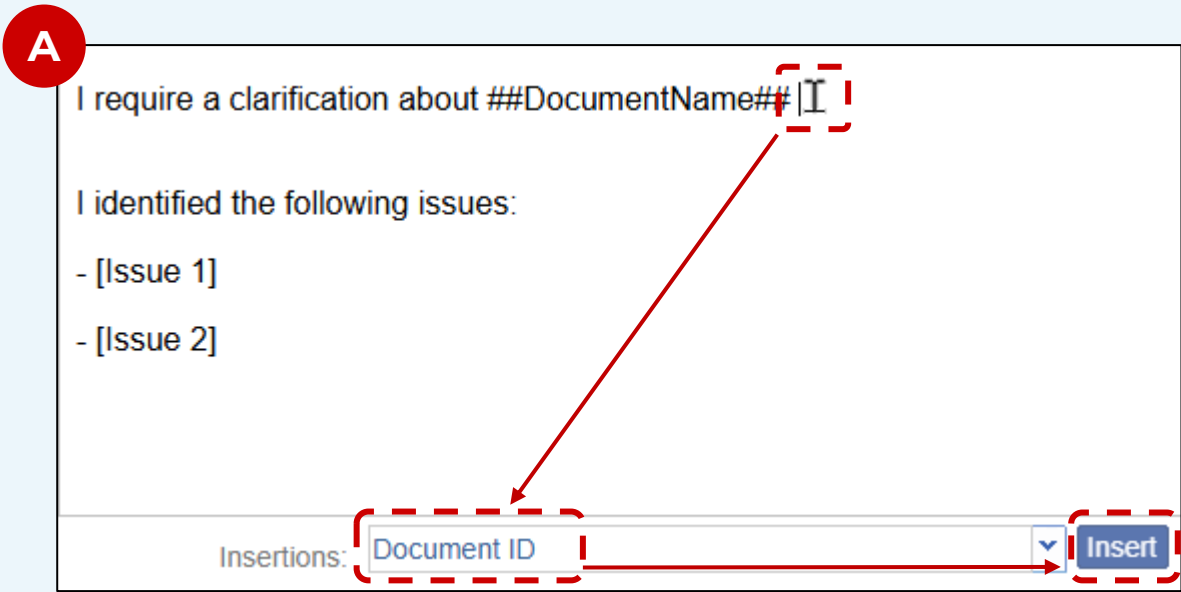 A
I require a clarification about ##DocumentName##
I identified the following issues:
- [Issue 1]
- [Issue 2]
Insertions: Document ID Insert